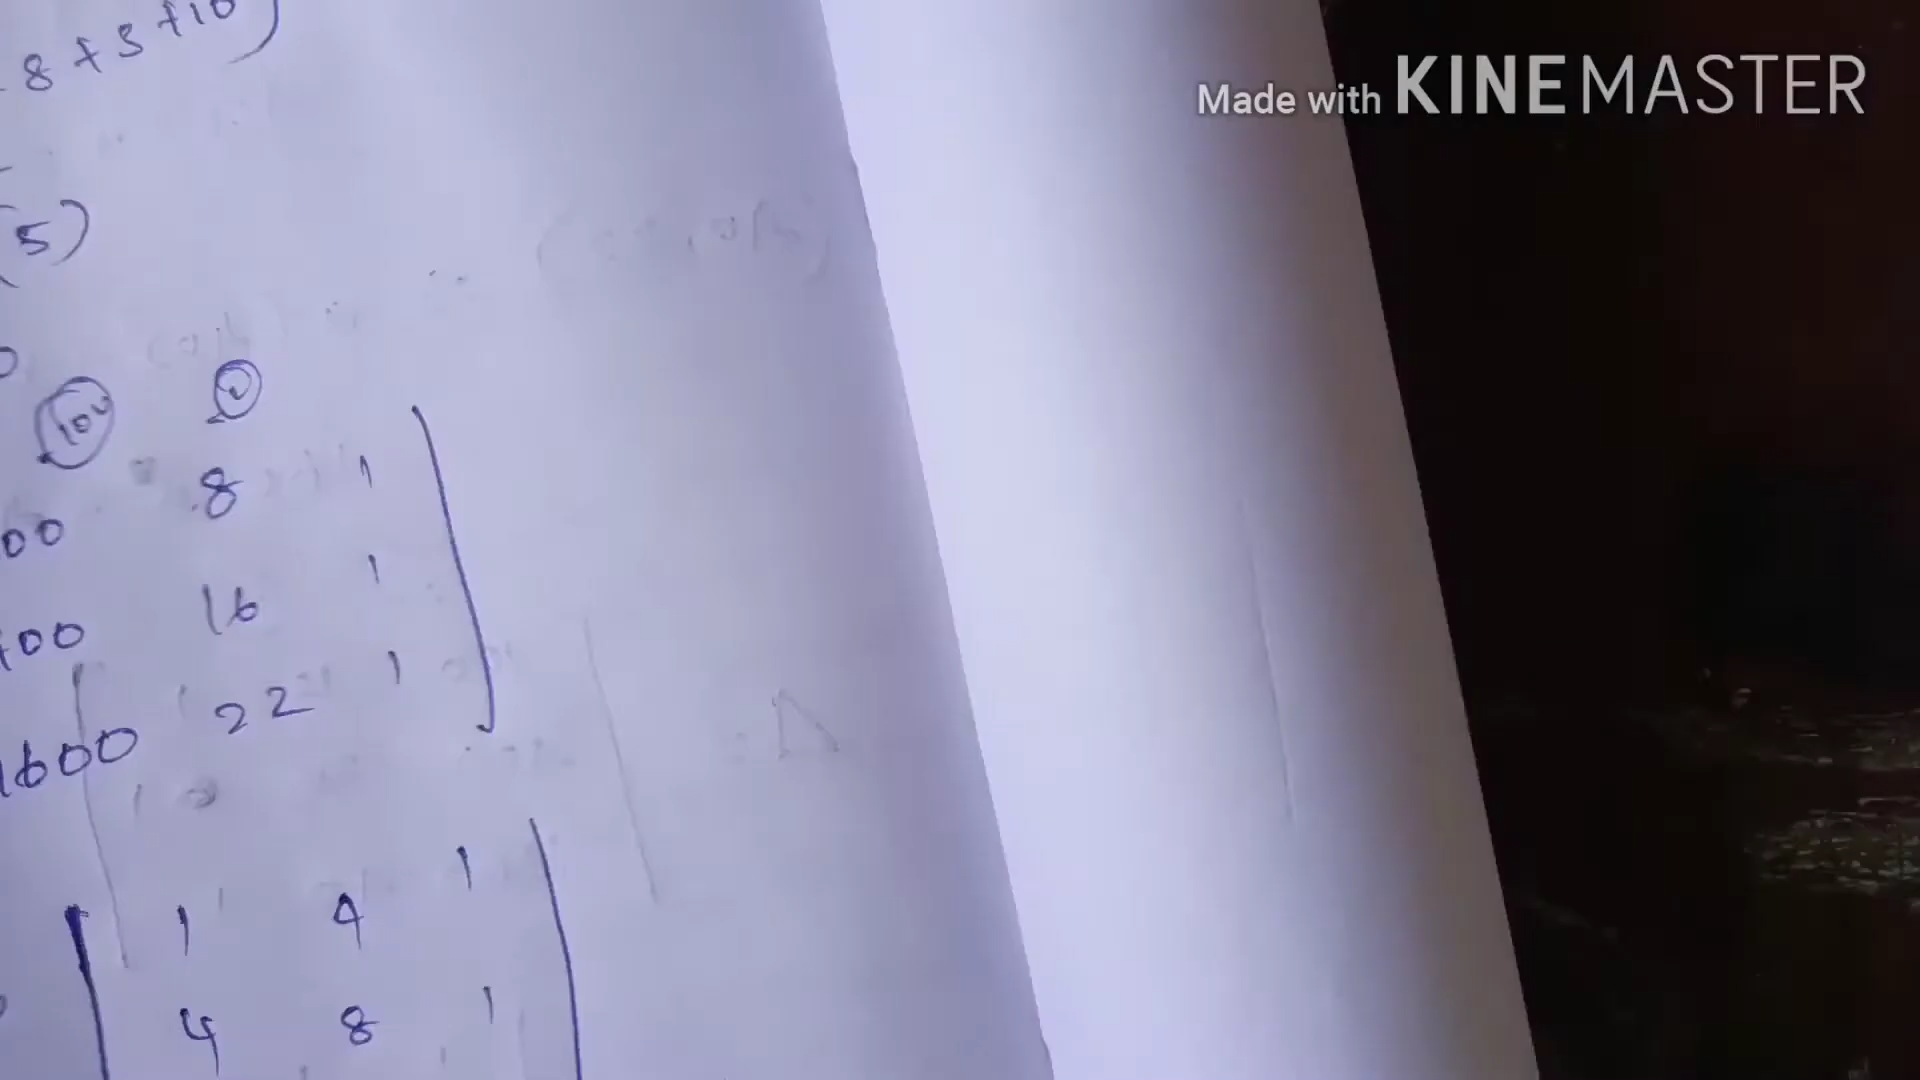 8 + 3 + 10)
Made with KINEMASTER
(5)
100 2
00 8 1
400 16 1
1600 22 1
1 4 1
4 8 1